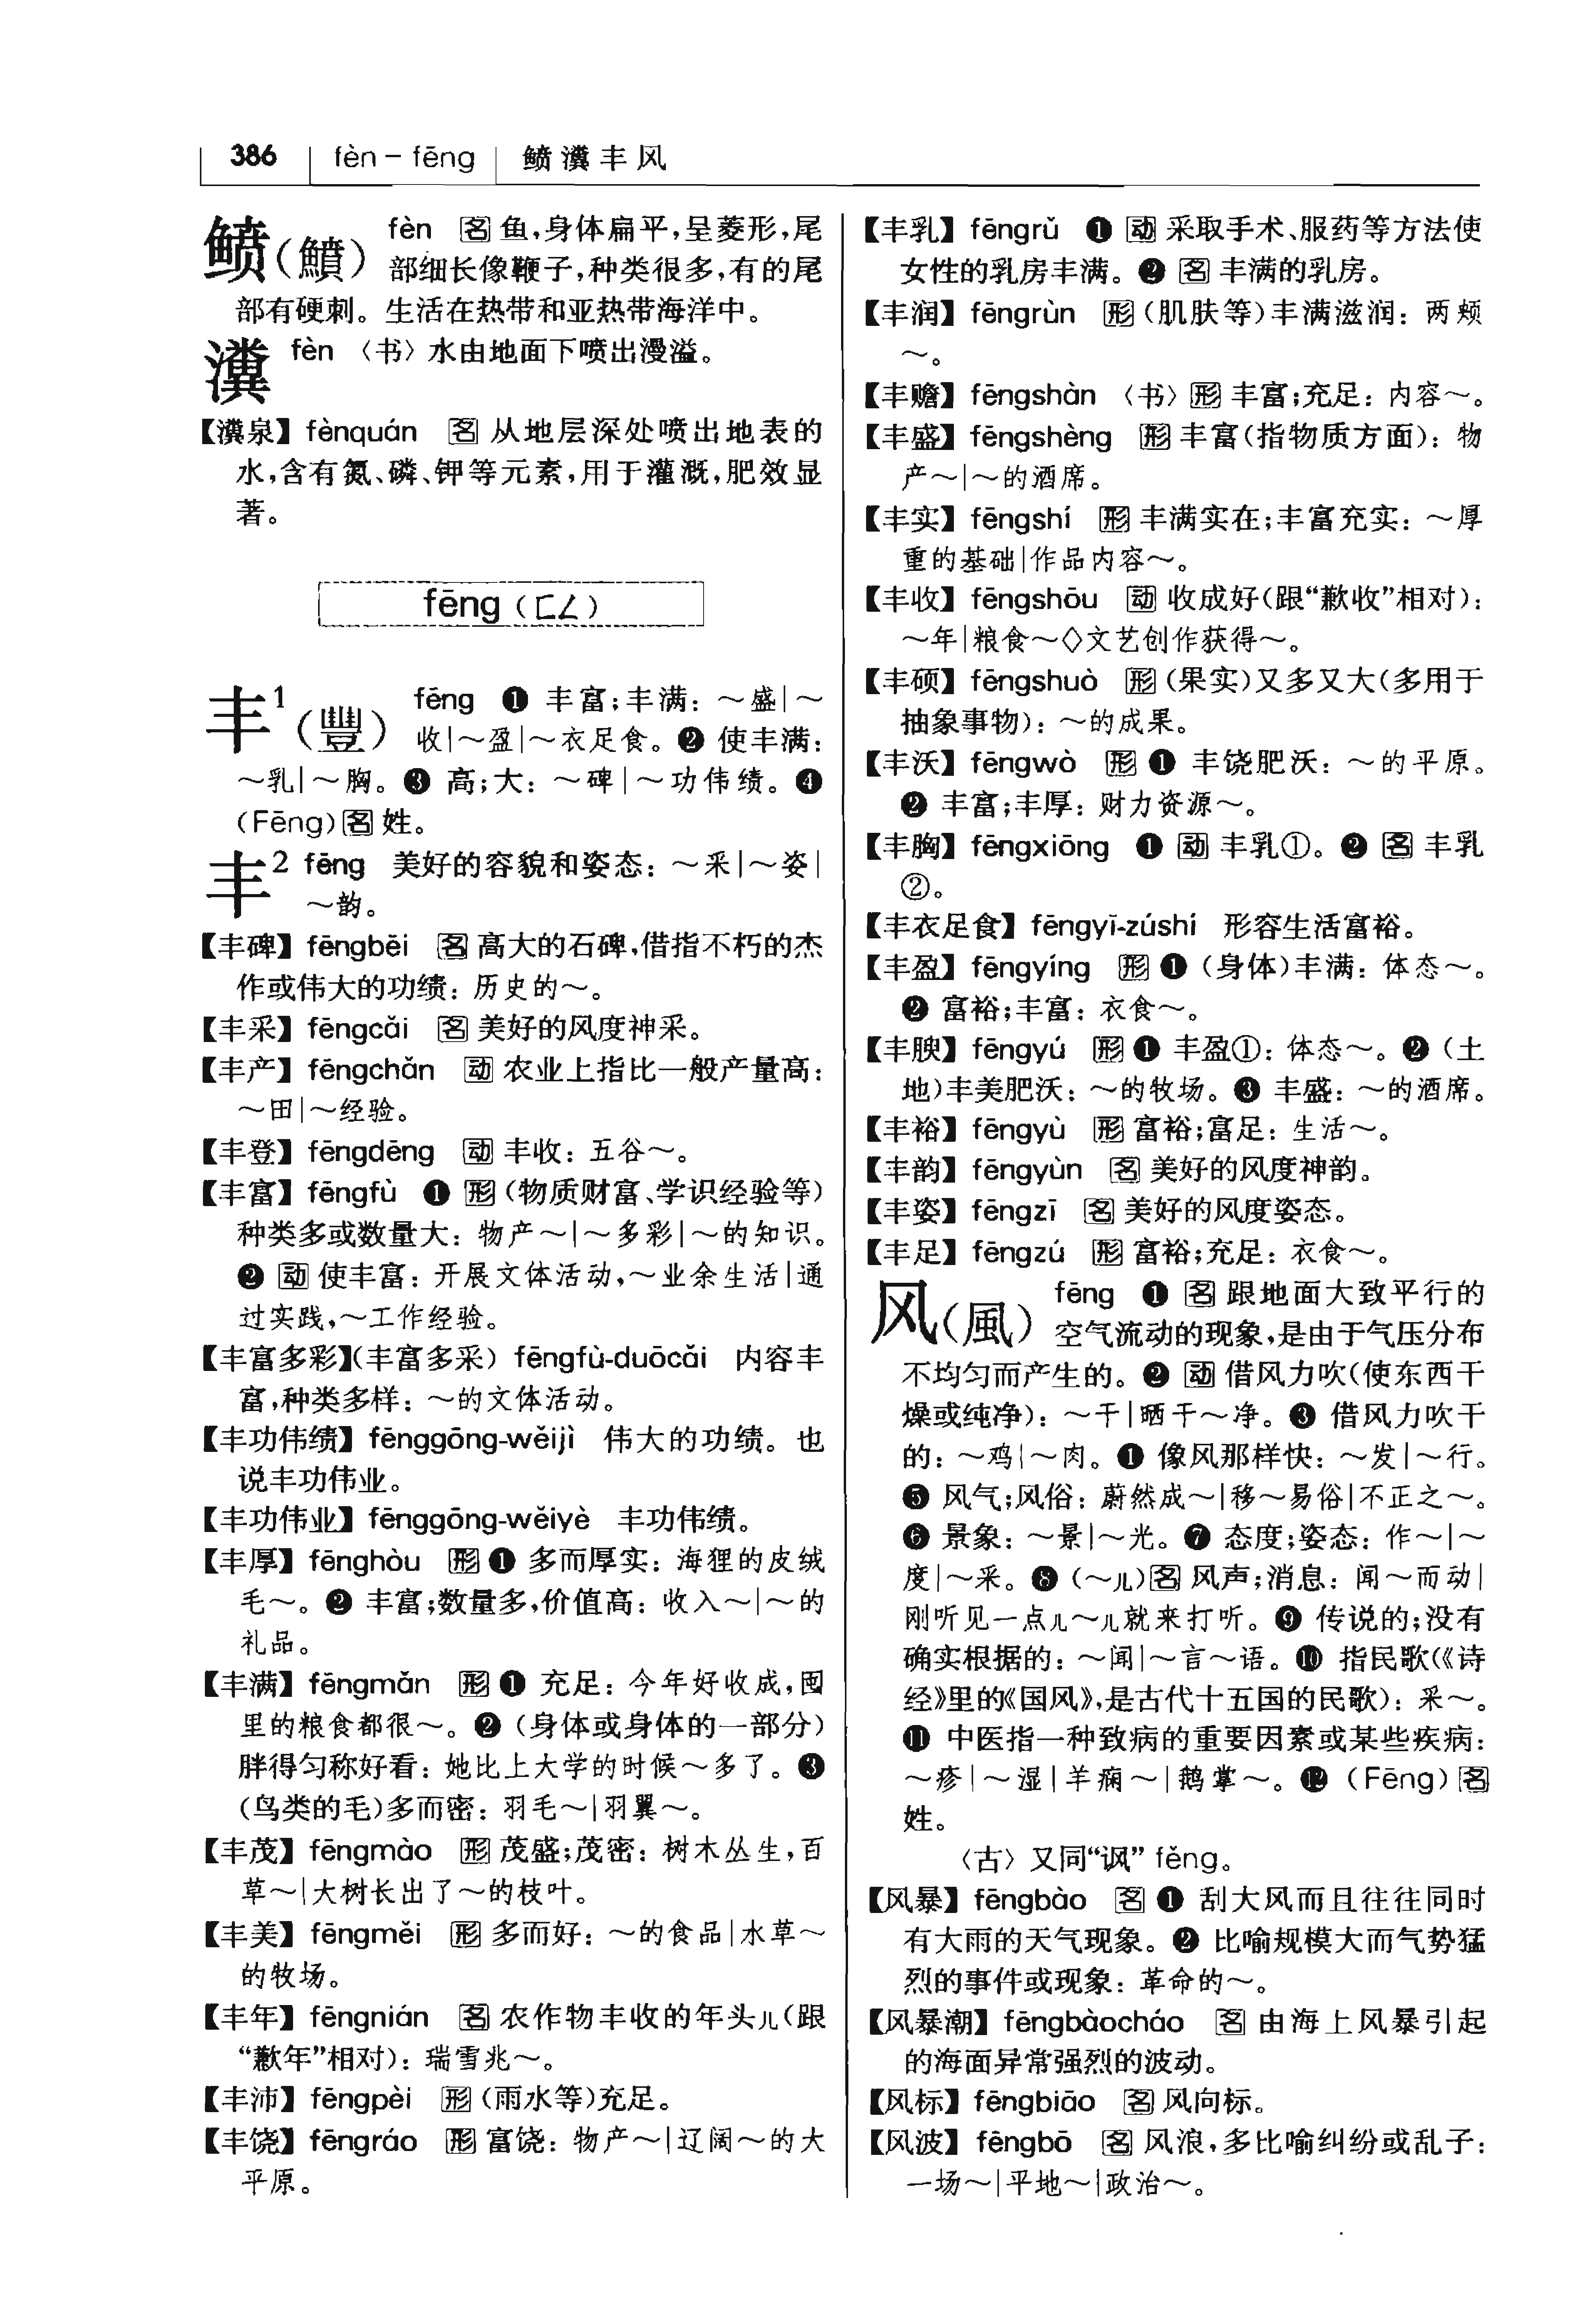 386 fèn－fēng 鲼瀵丰风
鲼(鱝) fèn 名 鱼，身体扁平，呈菱形，尾
部细长像鞭子，种类很多，有的尾
部有硬刺。生活在热带和亚热带海洋中。
瀵 fèn 〈书〉水由地面下喷出漫溢。
【瀵泉】fènquán 名 从地层深处喷出地表的
水，含有氮、磷、钾等元素，用于灌溉，肥效显
著。
fēng（ㄈㄥ）
丰¹(豐) fēng ❶ 丰富；丰满：～盛｜～
收｜～盈｜～衣足食。❷ 使丰满：
～乳｜～胸。❸ 高；大：～碑｜～功伟绩。❹
(Fēng) 名 姓。
丰² fēng 美好的容貌和姿态：～采｜～姿｜
～韵。
【丰碑】fēngbēi 名 高大的石碑，借指不朽的杰
作或伟大的功绩：历史的～。
【丰采】fēngcǎi 名 美好的风度神采。
【丰产】fēngchǎn 动 农业上指比一般产量高：
～田｜～经验。
【丰登】fēngdēng 动 丰收：五谷～。
【丰富】fēngfù ❶ 形（物质财富、学识经验等）
种类多或数量大：物产～｜～多彩｜～的知识。
❷ 动 使丰富：开展文体活动，～业余生活｜通
过实践，～工作经验。
【丰富多彩】(丰富多采) fēngfù-duōcǎi 内容丰
富，种类多样：～的文体活动。
【丰功伟绩】fēnggōng-wěijì 伟大的功绩。也
说丰功伟业。
【丰功伟业】fēnggōng-wěiyè 丰功伟绩。
【丰厚】fēnghòu 形 ❶ 多而厚实：海狸的皮绒
毛～。❷ 丰富；数量多，价值高：收入～｜～的
礼品。
【丰满】fēngmǎn 形 ❶ 充足：今年好收成，囤
里的粮食都很～。❷（身体或身体的一部分）
胖得匀称好看：她比上大学的时候～多了。❸
（鸟类的毛）多而密：羽毛～｜羽翼～。
【丰茂】fēngmào 形 茂盛；茂密：树木丛生，百
草～｜大树长出了～的枝叶。
【丰美】fēngměi 形 多而好：～的食品｜水草～
的牧场。
【丰年】fēngnián 名 农作物丰收的年头儿（跟
“歉年”相对）：瑞雪兆～。
【丰沛】fēngpèi 形（雨水等）充足。
【丰饶】fēngráo 形 富饶：物产～｜辽阔～的大
平原。
【丰乳】fēngrǔ ❶ 动 采取手术、服药等方法使
女性的乳房丰满。❷ 名 丰满的乳房。
【丰润】fēngrùn 形（肌肤等）丰满滋润：两颊
～。
【丰赡】fēngshàn 〈书〉形 丰富；充足：内容～。
【丰盛】fēngshèng 形 丰富（指物质方面）：物
产～｜～的酒席。
【丰实】fēngshí 形 丰满实在；丰富充实：～厚
重的基础｜作品内容～。
【丰收】fēngshōu 动 收成好（跟“歉收”相对）：
～年｜粮食～◇文艺创作获得～。
【丰硕】fēngshuò 形（果实）又多又大（多用于
抽象事物）：～的成果。
【丰沃】fēngwò 形 ❶ 丰饶肥沃：～的平原。
❷ 丰富；丰厚：财力资源～。
【丰胸】fēngxiōng ❶ 动 丰乳①。❷ 名 丰乳
②。
【丰衣足食】fēngyī-zúshí 形容生活富裕。
【丰盈】fēngyíng 形 ❶（身体）丰满：体态～。
❷ 富裕；丰富：衣食～。
【丰腴】fēngyú 形 ❶ 丰盈①：体态～。❷（土
地）丰美肥沃：～的牧场。❸ 丰盛：～的酒席。
【丰裕】fēngyù 形 富裕；富足：生活～。
【丰韵】fēngyùn 名 美好的风度神韵。
【丰姿】fēngzī 名 美好的风度姿态。
【丰足】fēngzú 形 富裕；充足：衣食～。
风(風) fēng ❶ 名 跟地面大致平行的
空气流动的现象，是由于气压分布
不均匀而产生的。❷ 动 借风力吹（使东西干
燥或纯净）：～干｜晒干～净。❸ 借风力吹干
的：～鸡｜～肉。❹ 像风那样快：～发｜～行。
❺ 风气；风俗：蔚然成～｜移～易俗｜不正之～。
❻ 景象：～景｜～光。❼ 态度；姿态：作～｜～
度｜～采。❽（～儿）名 风声；消息：闻～而动｜
刚听见一点儿～儿就来打听。❾ 传说的；没有
确实根据的：～闻｜～言～语。❿ 指民歌（《诗
经》里的《国风》，是古代十五国的民歌）：采～。
⓫ 中医指一种致病的重要因素或某些疾病：
～疹｜～湿｜羊痫～｜鹅掌～。⓬（Fēng）名
姓。
〈古〉又同“讽”fěng。
【风暴】fēngbào 名 ❶ 刮大风而且往往同时
有大雨的天气现象。❷ 比喻规模大而气势猛
烈的事件或现象：革命的～。
【风暴潮】fēngbàocháo 名 由海上风暴引起
的海面异常强烈的波动。
【风标】fēngbiāo 名 风向标。
【风波】fēngbō 名 风浪，多比喻纠纷或乱子：
一场～｜平地～｜政治～。